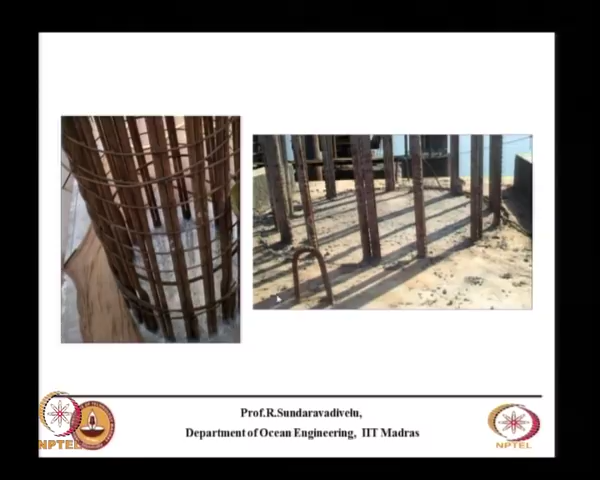 Prof.R.Sundaravadivelu,
Department of Ocean Engineering, IIT Madras
NPTEL
NPTEL